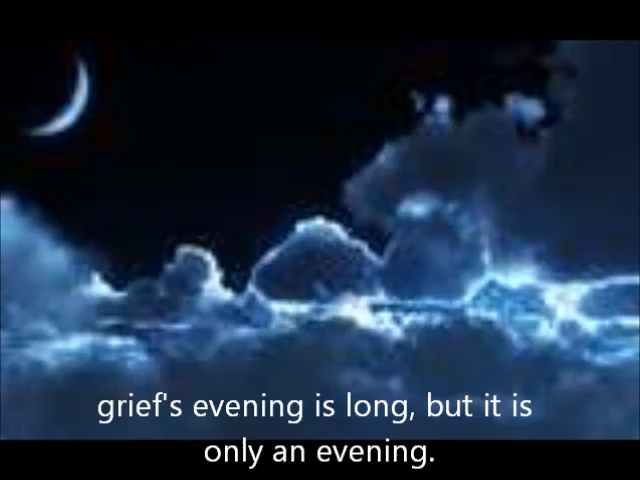 grief's evening is long, but it is
only an evening.